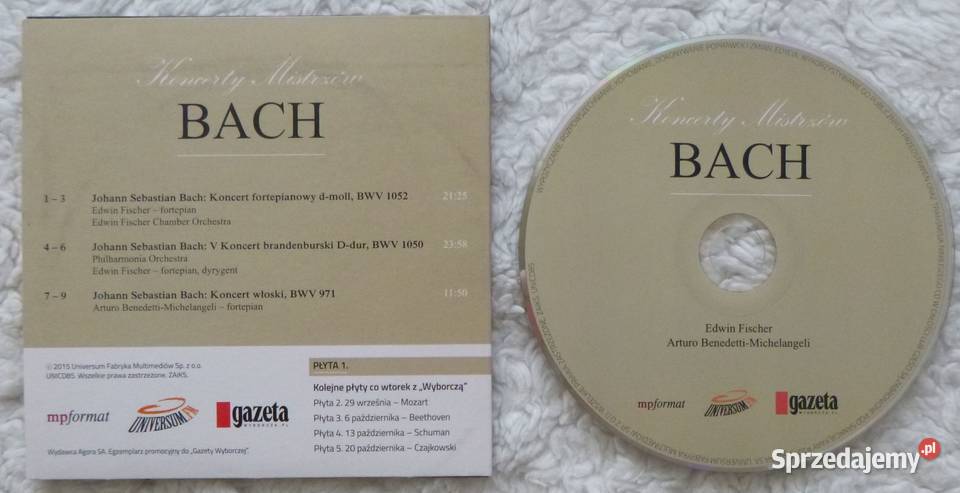 Koncerty Mistrzów
BACH
1 – 3 Johann Sebastian Bach: Koncert fortepianowy d-moll, BWV 1052 21:25
Edwin Fischer – fortepian
Edwin Fischer Chamber Orchestra
4 – 6 Johann Sebastian Bach: V Koncert brandenburski D-dur, BWV 1050 23:58
Philharmonia Orchestra
Edwin Fischer – fortepian, dyrygent
7 – 9 Johann Sebastian Bach: Koncert włoski, BWV 971 11:50
Arturo Benedetti-Michelangeli – fortepian
℗ 2015 Universum Fabryka Multimediów Sp. z o.o.
UMCD85. Wszelkie prawa zastrzeżone. ZAiKS.
mpformat UNIVERSUM FM gazeta
WYBORCZA.PL
Wydawca Agora SA. Egzemplarz promocyjny do „Gazety Wyborczej”.
PŁYTA 1.
Kolejne płyty co wtorek z „Wyborczą”
Płyta 2. 29 września – Mozart
Płyta 3. 6 października – Beethoven
Płyta 4. 13 października – Schuman
Płyta 5. 20 października – Czajkowski
Koncerty Mistrzów
BACH
Edwin Fischer
Arturo Benedetti-Michelangeli
mpformat UNIVERSUM FM gazeta
WYBORCZA.PL
Sprzedajemy.pl